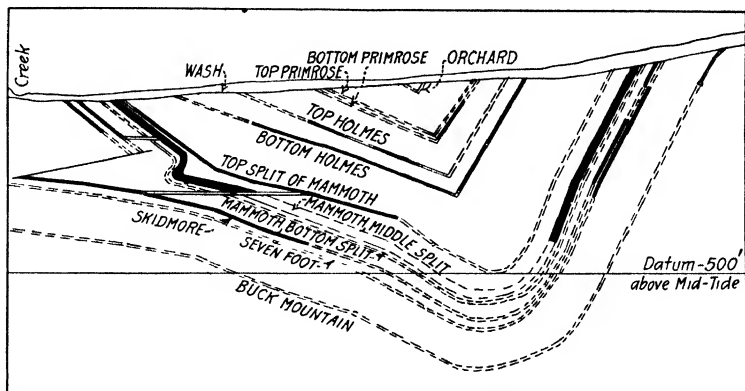 Creek
BOTTOM PRIMROSE
ORCHARD
WASH
TOP PRIMROSE
TOP HOLMES
BOTTOM HOLMES
TOP SPLIT OF MAMMOTH
MAMMOTH MIDDLE SPLIT
MAMMOTH, BOTTOM SPLIT
SKIDMORE
SEVEN FOOT
BUCK MOUNTAIN
Datum-500'
above Mid-Tide